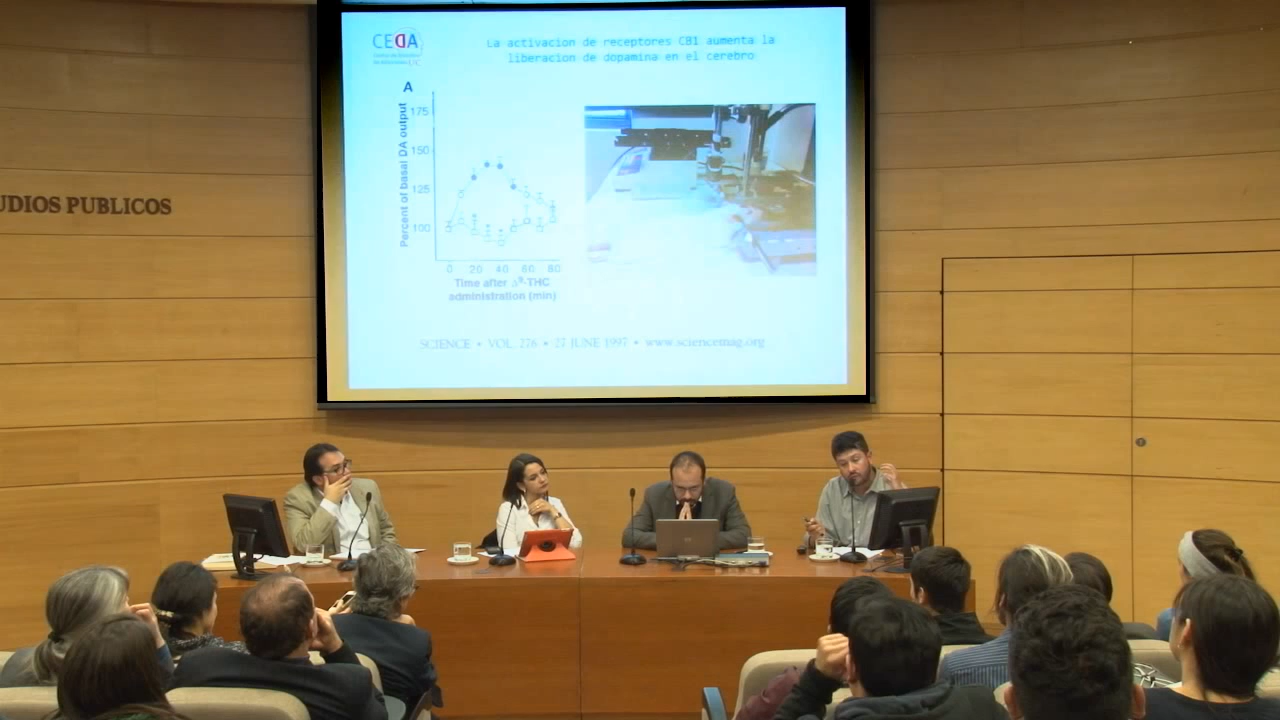 CEDA
La activacion de receptores CB1 aumenta la
liberacion de dopamina en el cerebro
A
Percent of basal DA output
175
150
125
100
0 20 40 60 80
Time after Δ⁹-THC
administration (min)
SCIENCE • VOL. 276 • 27 JUNE 1997 • www.sciencemag.org
UDIOS PUBLICOS